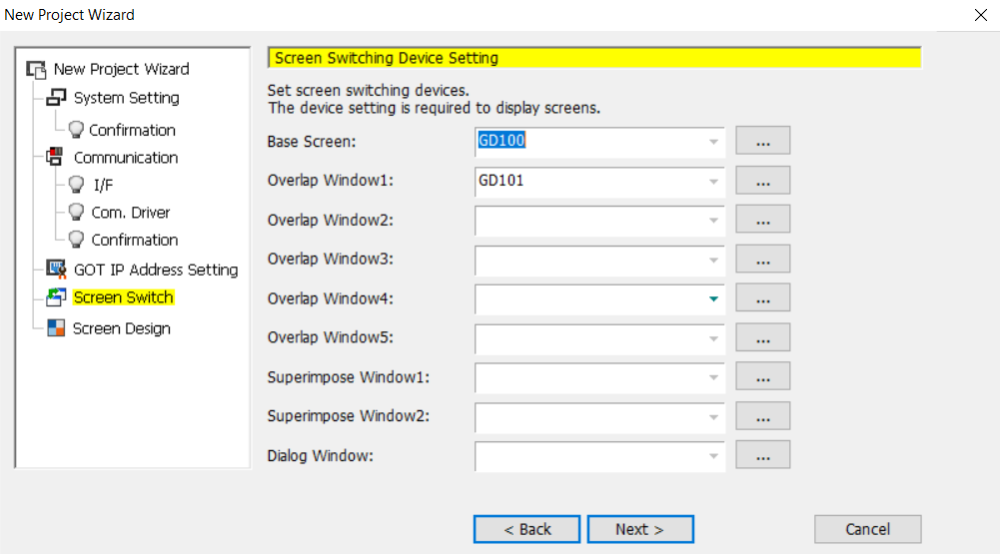 New Project Wizard
New Project Wizard
System Setting
Confirmation
Communication
I/F
Com. Driver
Confirmation
GOT IP Address Setting
Screen Switch
Screen Design
Screen Switching Device Setting
Set screen switching devices.
The device setting is required to display screens.
Base Screen: GD100 ...
Overlap Window1: GD101 ...
Overlap Window2: ...
Overlap Window3: ...
Overlap Window4: ...
Overlap Window5: ...
Superimpose Window1: ...
Superimpose Window2: ...
Dialog Window: ...
< Back Next > Cancel